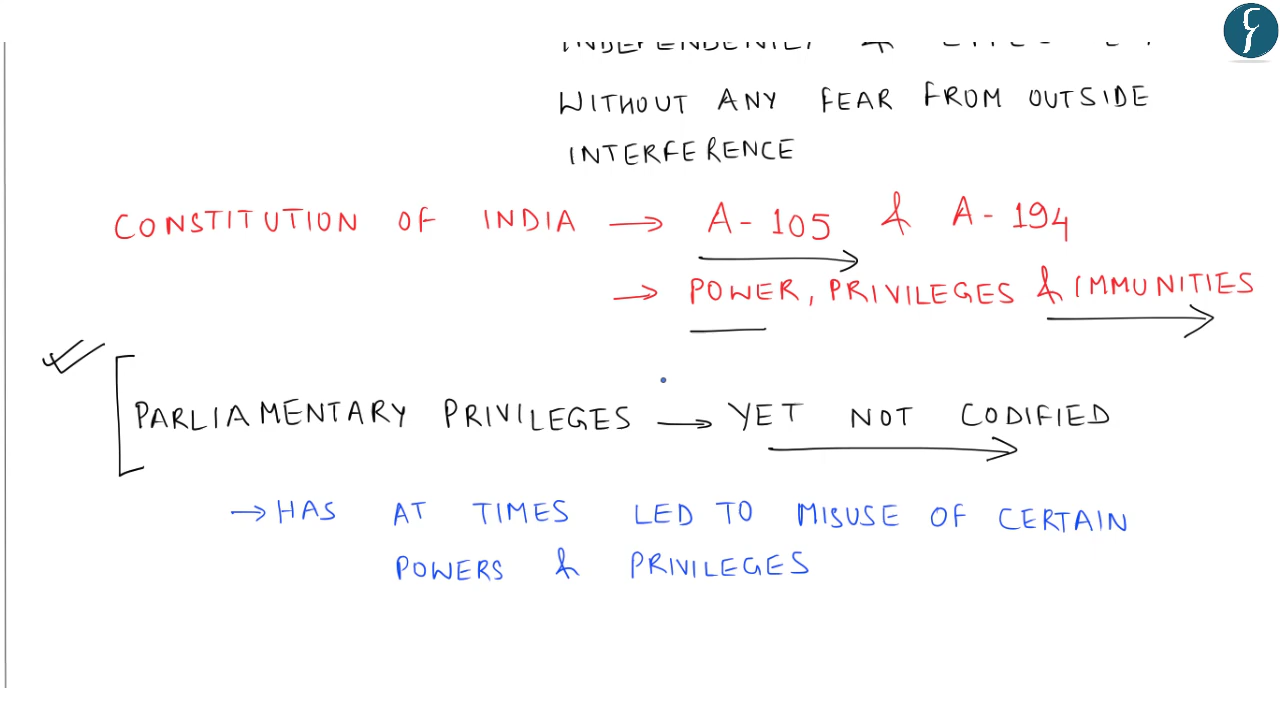 WITHOUT ANY FEAR FROM OUTSIDE
INTERFERENCE
CONSTITUTION OF INDIA → A- 105 & A- 194
→ POWER, PRIVILEGES & IMMUNITIES
PARLIAMENTARY PRIVILEGES → YET NOT CODIFIED
→ HAS AT TIMES LED TO MISUSE OF CERTAIN
POWERS & PRIVILEGES